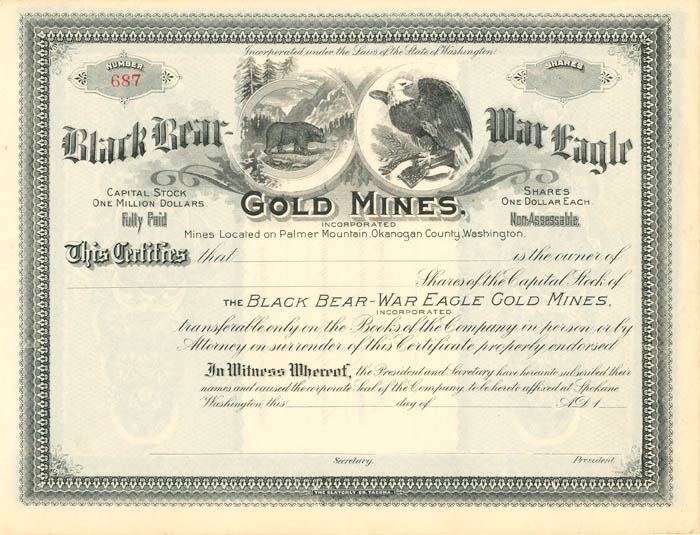 Incorporated under the Laws of the State of Washington.
NUMBER
687
SHARES
Black Bear-War Eagle
GOLD MINES,
INCORPORATED
CAPITAL STOCK
ONE MILLION DOLLARS.
Fully Paid
SHARES
ONE DOLLAR EACH.
Non-Assessable.
Mines Located on Palmer Mountain, Okanogan County, Washington.
This Certifies that is the owner of
Shares of the Capital Stock of
THE BLACK BEAR-WAR EAGLE GOLD MINES,
INCORPORATED
transferable only on the Books of the Company in person or by
Attorney on surrender of this Certificate properly endorsed
In Witness Whereof, the President and Secretary have hereunto subscribed their
names and caused the corporate Seal of the Company, to be hereto affixed at Spokane
Washington this day of A.D. 1
Secretary. President.
THE BLATCHLY CO. TACOMA